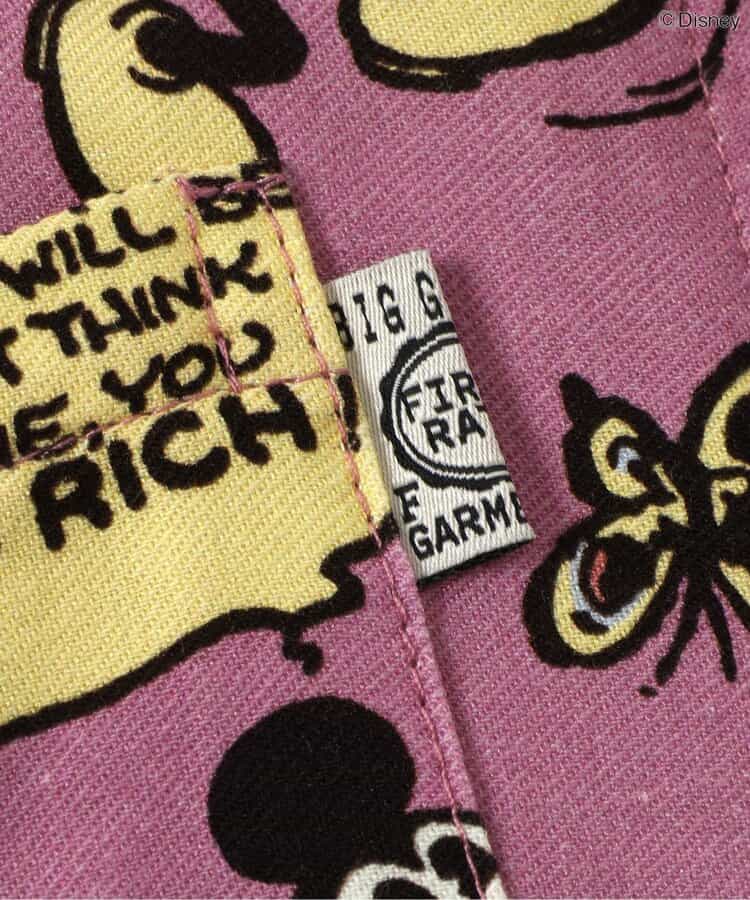 © Disney
WILL BE
T THINK
E, YOU
RICH!
BIG G
FIR
RA
F
GARME